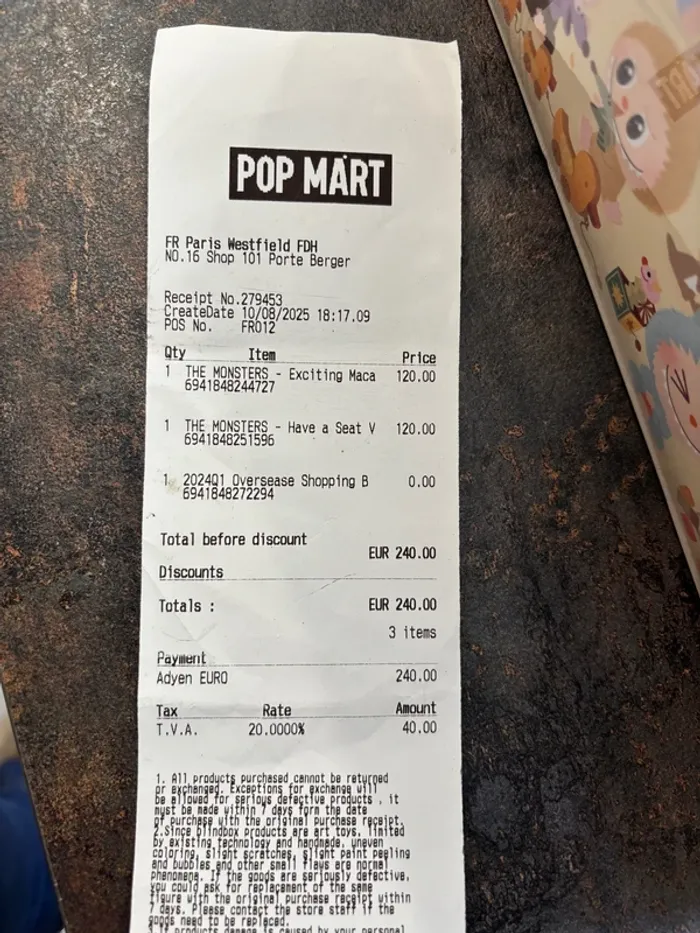 POP MART
FR Paris Westfield FDH
NO.16 Shop 101 Porte Berger
Receipt No.279453
CreateDate 10/08/2025 18:17.09
POS No. FR012
Qty Item Price
1 THE MONSTERS - Exciting Maca 120.00
6941848244727
1 THE MONSTERS - Have a Seat V 120.00
6941848251596
1 2024Q1 Oversease Shopping B 0.00
6941848272294
Total before discount
EUR 240.00
Discounts
Totals : EUR 240.00
3 items
Payment
Adyen EURO 240.00
Tax Rate Amount
T.V.A. 20.0000% 40.00
1. All products purchased cannot be returned
or exchanged. Exceptions for exchange will
be allowed for serious defective products , it
must be made within 7 days form the date
of purchase with the original purchase receipt.
2.Since blindbox products are art toys, limited
by existing technology and handmade, uneven
coloring, slight scratches, slight paint peeling
and bubbles and other small flaws are normal
phenomena. If the goods are seriously defective,
you could ask for replacement of the same
figure with the original purchase receipt within
7 days. Please contact the store staff if the
goods need to be replaced.
products damage is caused by your personal